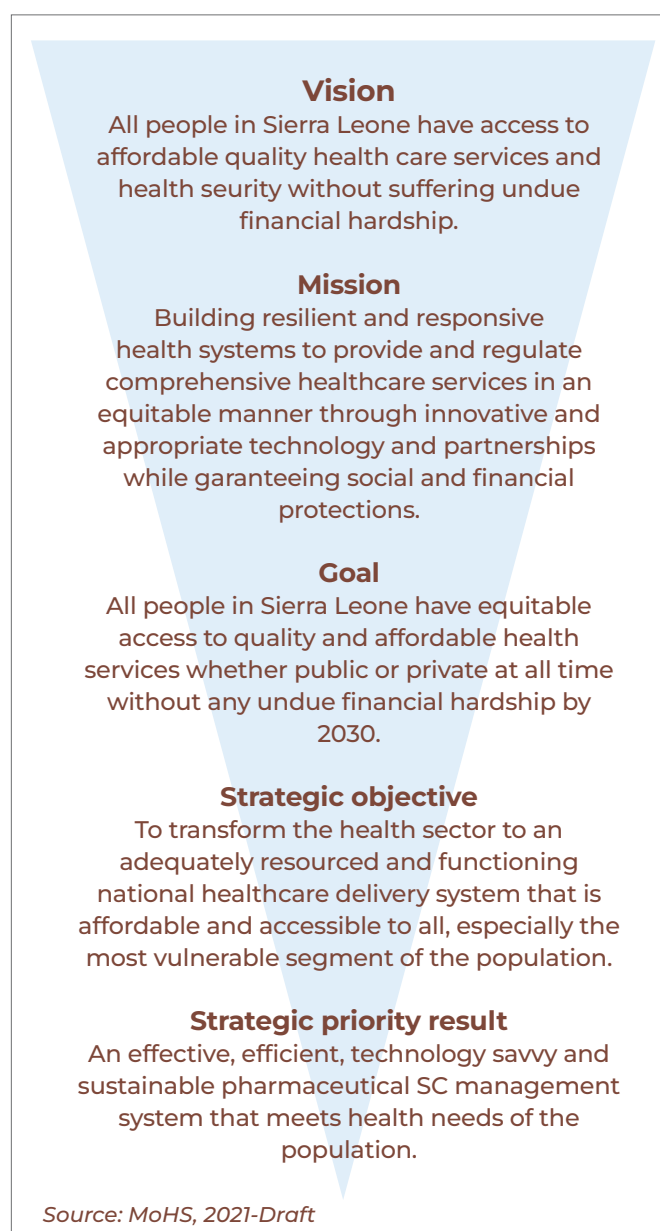 Vision
All people in Sierra Leone have access to
affordable quality health care services and
health seurity without suffering undue
financial hardship.
Mission
Building resilient and responsive
health systems to provide and regulate
comprehensive healthcare services in an
equitable manner through innovative and
appropriate technology and partnerships
while garanteeing social and financial
protections.
Goal
All people in Sierra Leone have equitable
access to quality and affordable health
services whether public or private at all time
without any undue financial hardship by
2030.
Strategic objective
To transform the health sector to an
adequately resourced and functioning
national healthcare delivery system that is
affordable and accessible to all, especially the
most vulnerable segment of the population.
Strategic priority result
An effective, efficient, technology savvy and
sustainable pharmaceutical SC management
system that meets health needs of the
population.
Source: MoHS, 2021-Draft